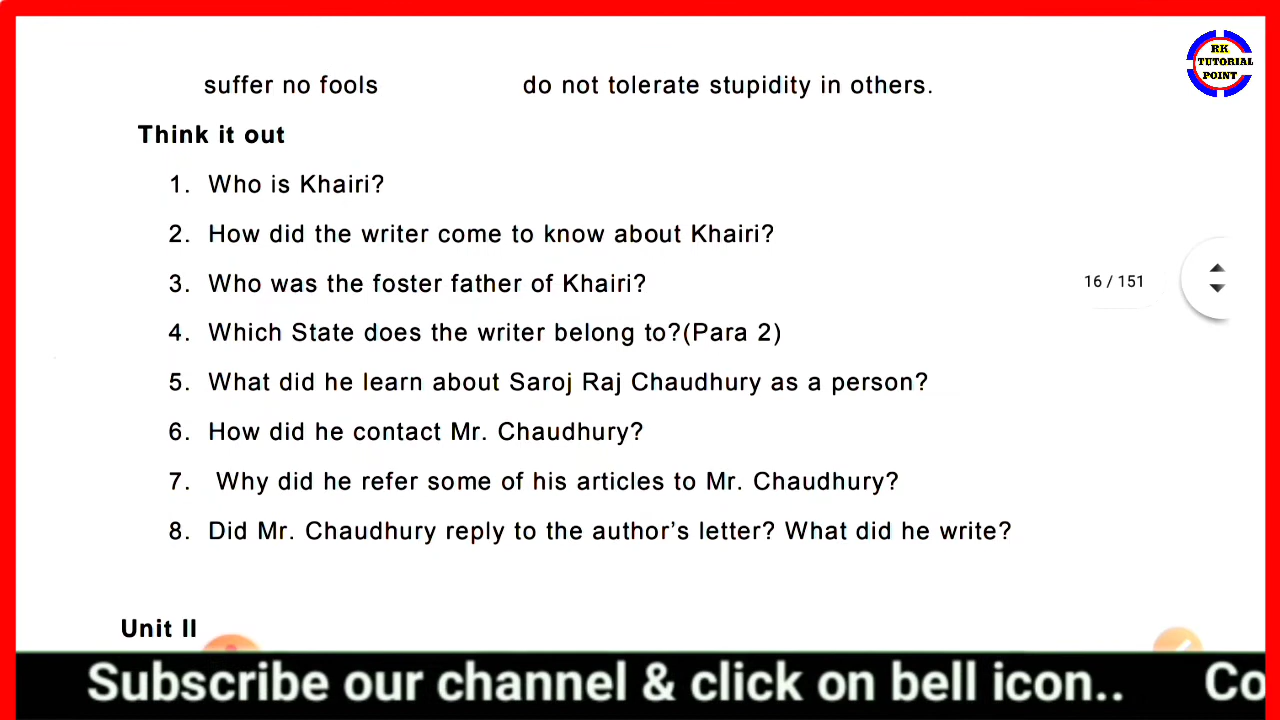 RK
TUTORIAL
POINT
suffer no fools do not tolerate stupidity in others.
Think it out
1. Who is Khairi?
2. How did the writer come to know about Khairi?
3. Who was the foster father of Khairi?
16 / 151
4. Which State does the writer belong to?(Para 2)
5. What did he learn about Saroj Raj Chaudhury as a person?
6. How did he contact Mr. Chaudhury?
7. Why did he refer some of his articles to Mr. Chaudhury?
8. Did Mr. Chaudhury reply to the author’s letter? What did he write?
Unit II
Subscribe our channel & click on bell icon.. Co